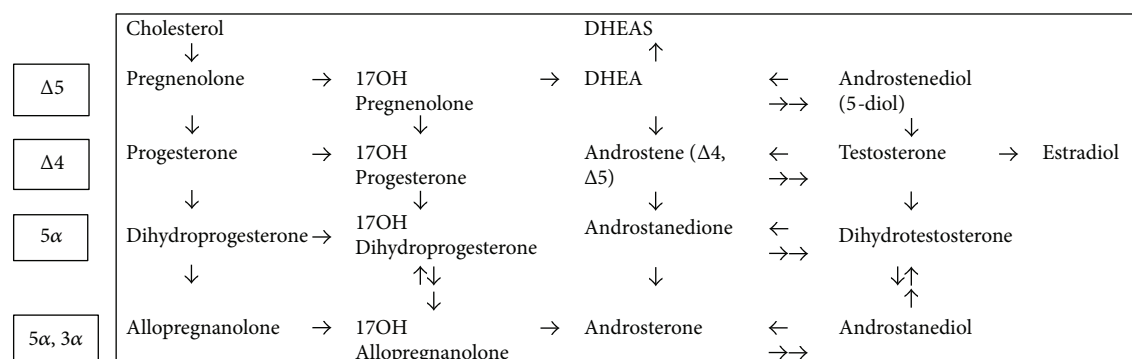 Cholesterol DHEAS
↓ ↑
Δ5 Pregnenolone → 17OH → DHEA ← Androstenediol
Pregnenolone →→ (5-diol)
↓ ↓ ↓ ↓
Δ4 Progesterone → 17OH Androstene (Δ4, ← Testosterone → Estradiol
Progesterone Δ5) →→
↓ ↓ ↓ ↓
5α Dihydroprogesterone → 17OH Androstanedione ← Dihydrotestosterone
Dihydroprogesterone →→
↓ ↑↓ ↓ ↓↑
↓ ↑
5α, 3α Allopregnanolone → 17OH → Androsterone ← Androstanediol
Allopregnanolone →→